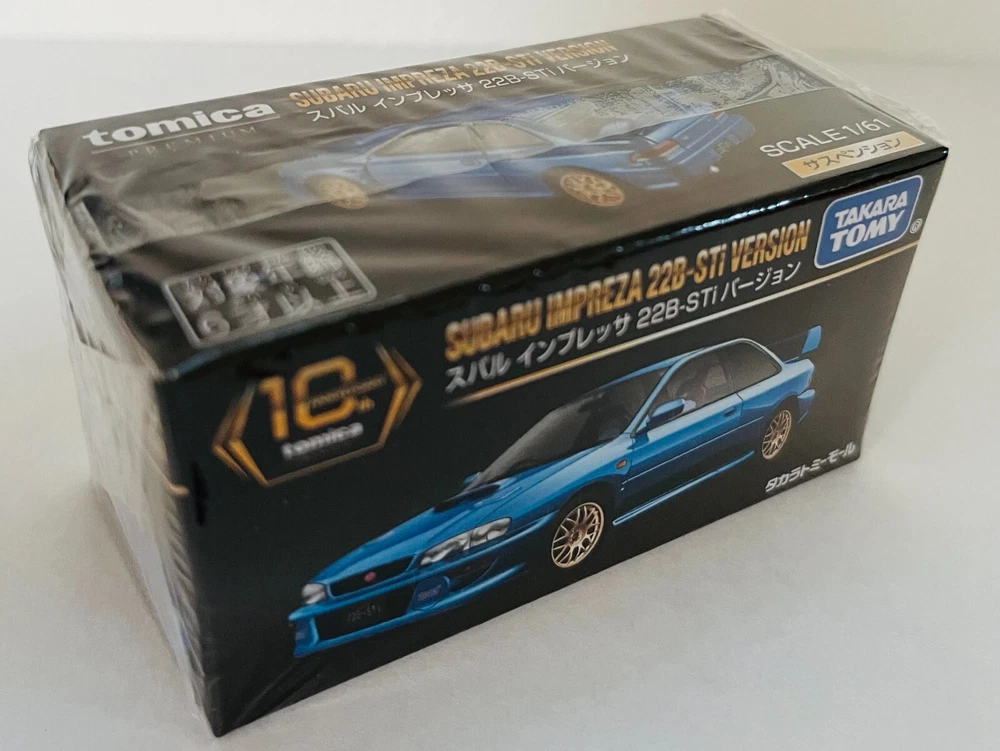 tomica
PREMIUM
SUBARU IMPREZA 22B-STi VERSION
スバル インプレッサ 22B-STi バージョン
SCALE 1/61
サスペンション
TAKARA
TOMY
®
SUBARU IMPREZA 22B-STi VERSION
スバル インプレッサ 22B-STi バージョン
10th
tomica
22B-STi
タカラトミーモール